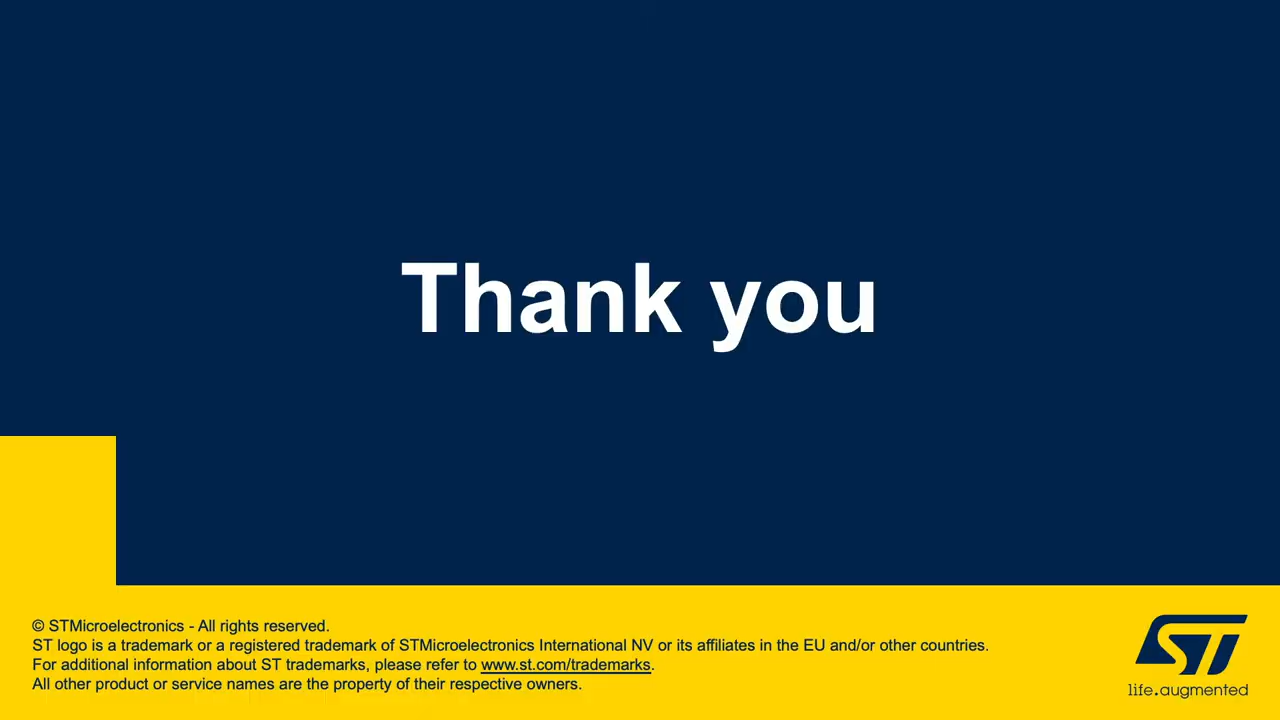 Thank you
© STMicroelectronics - All rights reserved.
ST logo is a trademark or a registered trademark of STMicroelectronics International NV or its affiliates in the EU and/or other countries.
For additional information about ST trademarks, please refer to www.st.com/trademarks.
All other product or service names are the property of their respective owners.
ST
life.augmented